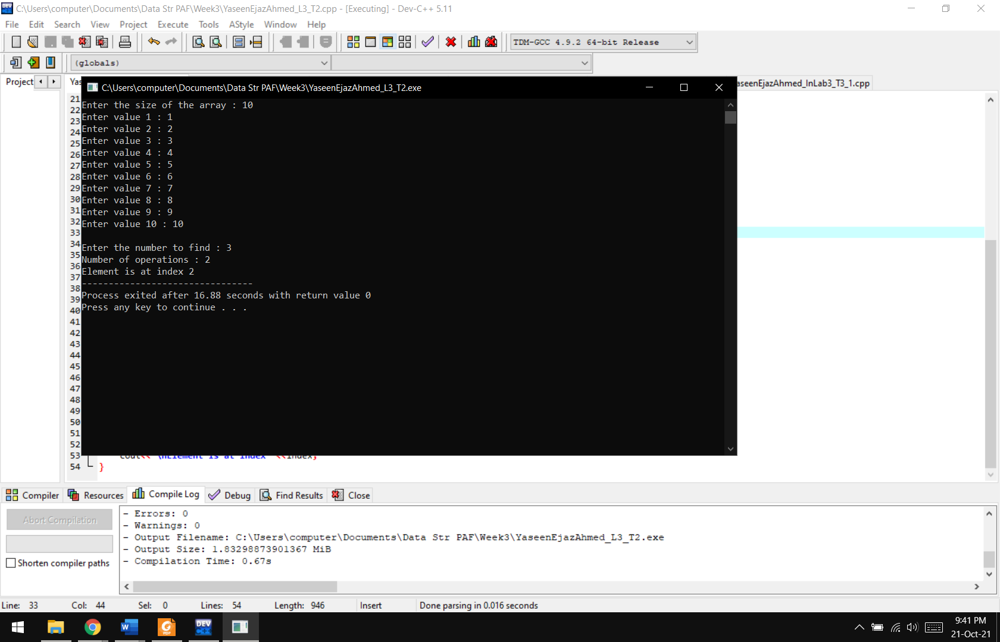 C:\Users\computer\Documents\Data Str PAF\Week3\YaseenEjazAhmed_L3_T2.cpp - [Executing] - Dev-C++ 5.11
File Edit Search View Project Execute Tools AStyle Window Help
TDM-GCC 4.9.2 64-bit Release
(globals)
Project
Yas
aseenEjazAhmed_InLab3_T3_1.cpp
C:\Users\computer\Documents\Data Str PAF\Week3\YaseenEjazAhmed_L3_T2.exe
Enter the size of the array : 10
Enter value 1 : 1
Enter value 2 : 2
Enter value 3 : 3
Enter value 4 : 4
Enter value 5 : 5
Enter value 6 : 6
Enter value 7 : 7
Enter value 8 : 8
Enter value 9 : 9
Enter value 10 : 10
Enter the number to find : 3
Number of operations : 2
Element is at index 2
--------------------------------
Process exited after 16.88 seconds with return value 0
Press any key to continue . . .
21
22
23
24
25
26
27
28
29
30
31
32
33
34
35
36
37
38
39
40
41
42
43
44
45
46
47
48
49
50
51
52
53 cout<<"\nElement is at index "<<index;
54 }
Compiler Resources Compile Log Debug Find Results Close
Abort Compilation
Shorten compiler paths
- Errors: 0
- Warnings: 0
- Output Filename: C:\Users\computer\Documents\Data Str PAF\Week3\YaseenEjazAhmed_L3_T2.exe
- Output Size: 1.83298873901367 MiB
- Compilation Time: 0.67s
Line: 33 Col: 44 Sel: 0 Lines: 54 Length: 946 Insert Done parsing in 0.016 seconds
DEV C++
9:41 PM
21-Oct-21